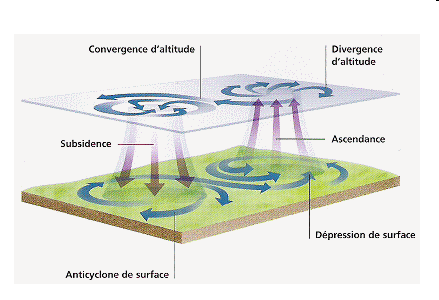 Convergence d'altitude
Divergence
d'altitude
Subsidence
Ascendance
Dépression de surface
Anticyclone de surface